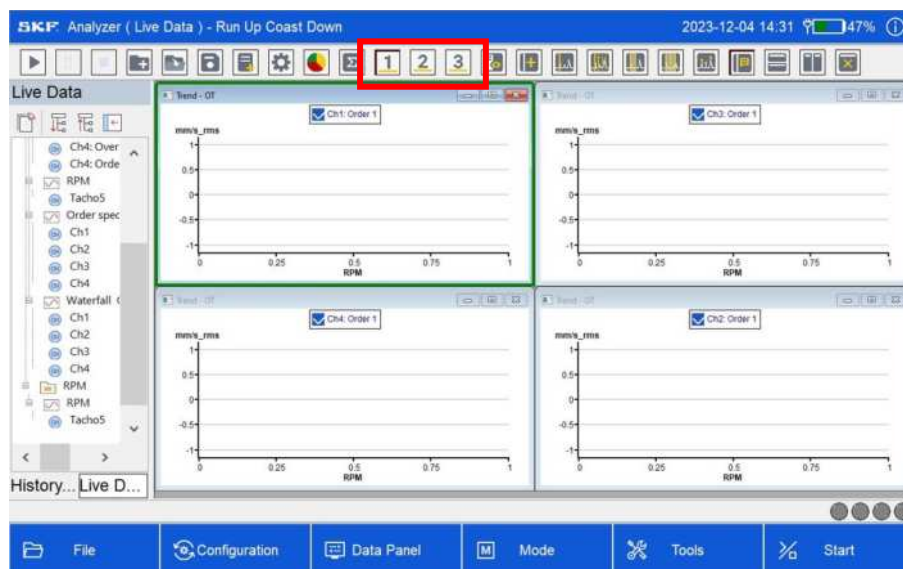 SKF Analyzer ( Live Data ) - Run Up Coast Down 2023-12-04 14:31 47%
1 2 3
Live Data
Ch4: Over
Ch4: Orde
RPM
Tacho5
Order spec
Ch1
Ch2
Ch3
Ch4
Waterfall
Ch1
Ch2
Ch3
Ch4
RPM
RPM
Tacho5
History... Live D...
Trend - OT
Ch1: Order 1
mm/s_rms
1
0.5
0
-0.5
-1
0 0.25 0.5 0.75 1
RPM
Trend - OT
Ch3: Order 1
mm/s_rms
1
0.5
0
-0.5
-1
0 0.25 0.5 0.75 1
RPM
Trend - OT
Ch4: Order 1
mm/s_rms
1
0.5
0
-0.5
-1
0 0.25 0.5 0.75 1
RPM
Trend - OT
Ch2: Order 1
mm/s_rms
1
0.5
0
-0.5
-1
0 0.25 0.5 0.75 1
RPM
File Configuration Data Panel M Mode Tools Start